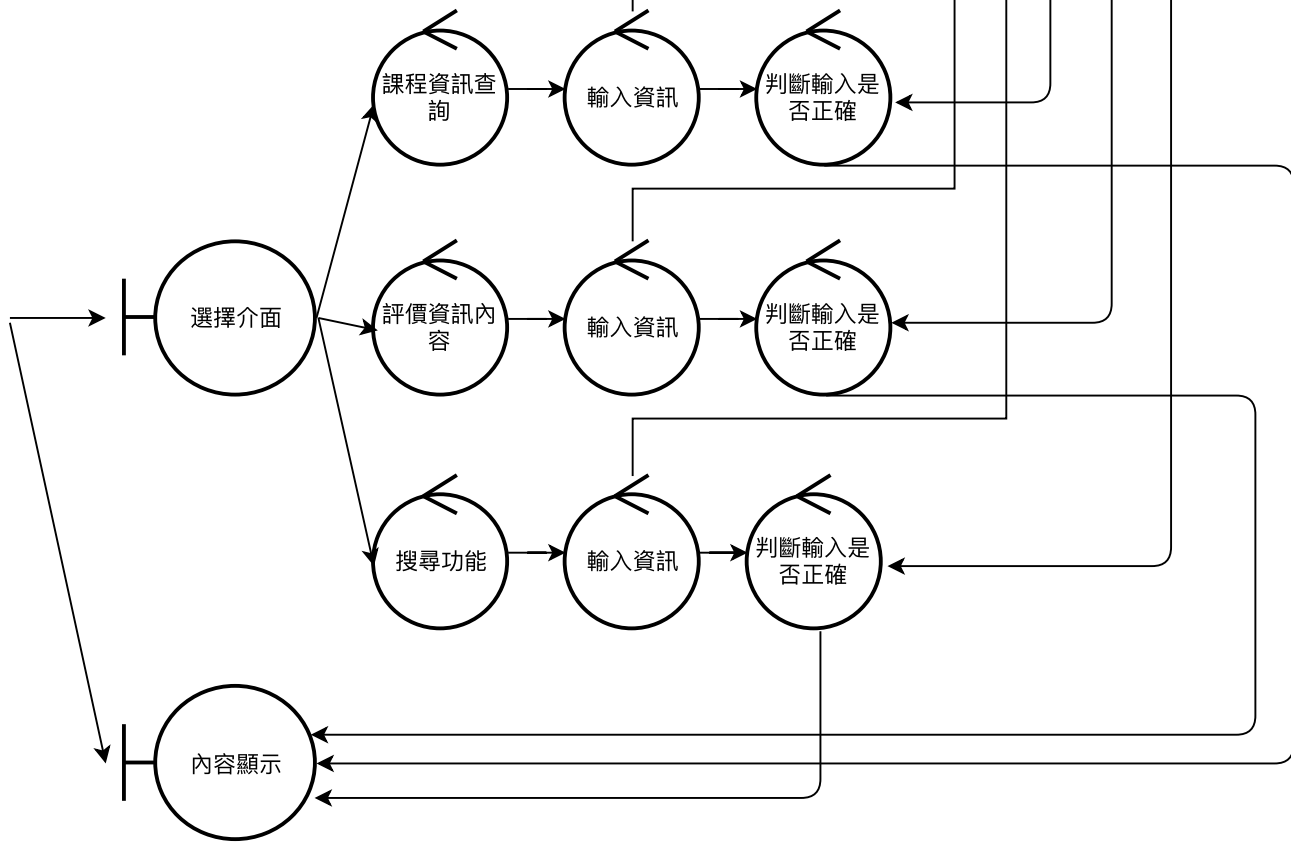 課程資訊查
詢
輸入資訊
判斷輸入是
否正確
選擇介面
評價資訊內
容
輸入資訊
判斷輸入是
否正確
搜尋功能
輸入資訊
判斷輸入是
否正確
內容顯示